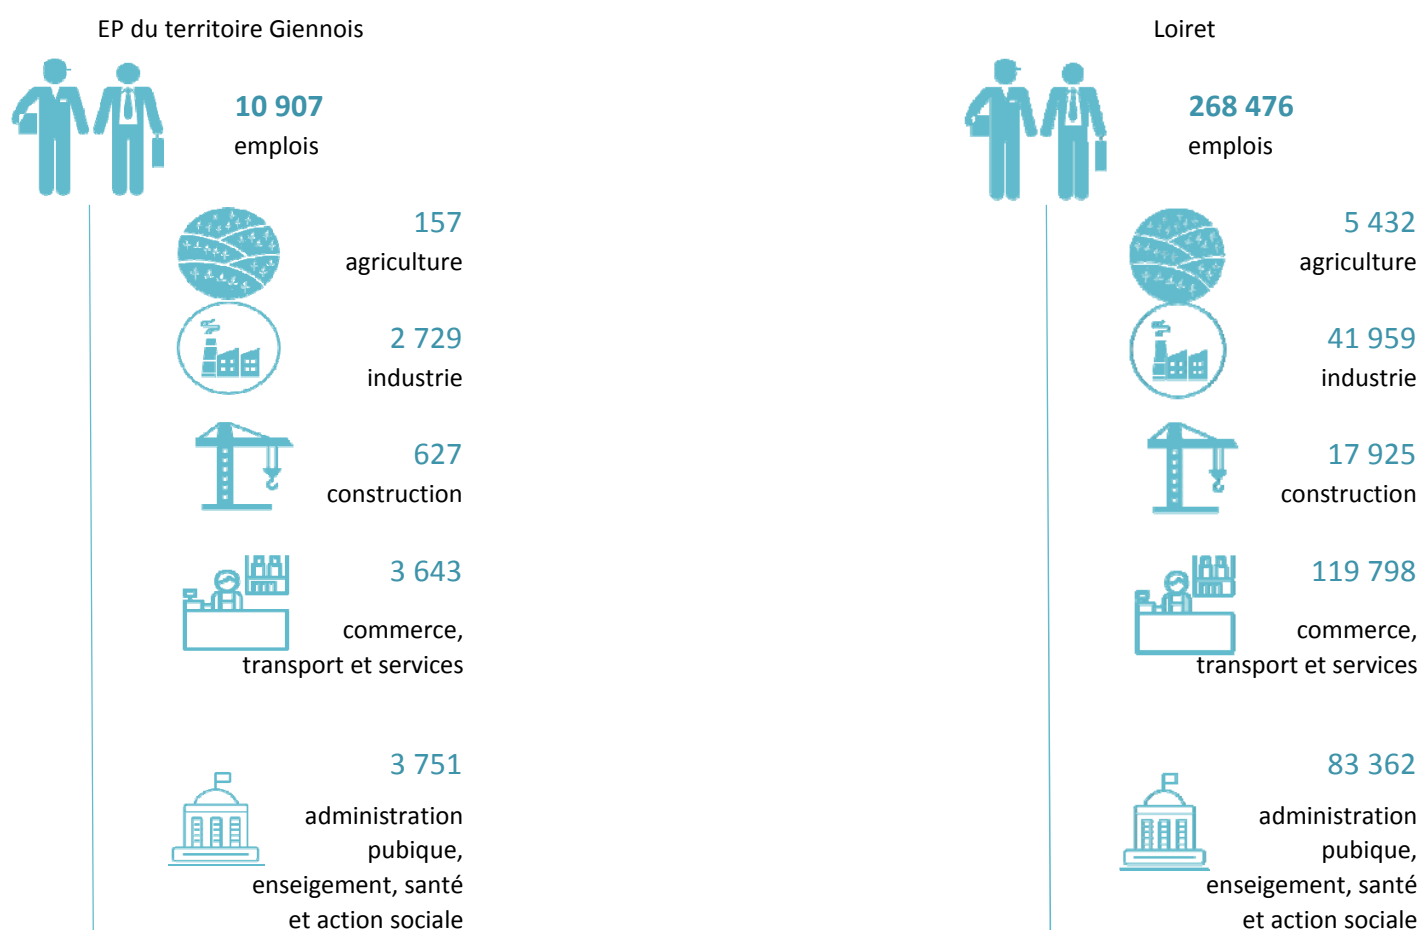 EP du territoire Giennois
10 907
emplois
157
agriculture
2 729
industrie
627
construction
3 643
commerce,
transport et services
3 751
administration
pubique,
enseigement, santé
et action sociale
Loiret
268 476
emplois
5 432
agriculture
41 959
industrie
17 925
construction
119 798
commerce,
transport et services
83 362
administration
pubique,
enseigement, santé
et action sociale